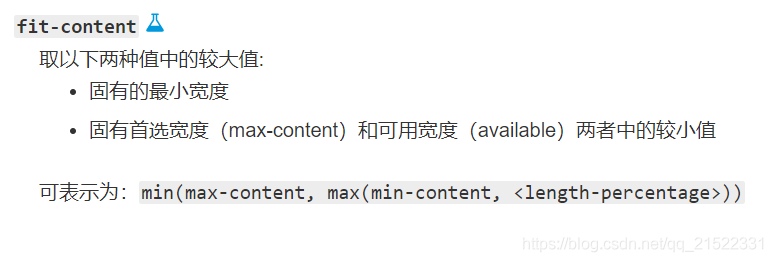 fit-content
取以下两种值中的较大值:
固有的最小宽度
固有首选宽度（max-content）和可用宽度（available）两者中的较小值
可表示为：min(max-content, max(min-content, <length-percentage>))
https://blog.csdn.net/qq_21522331